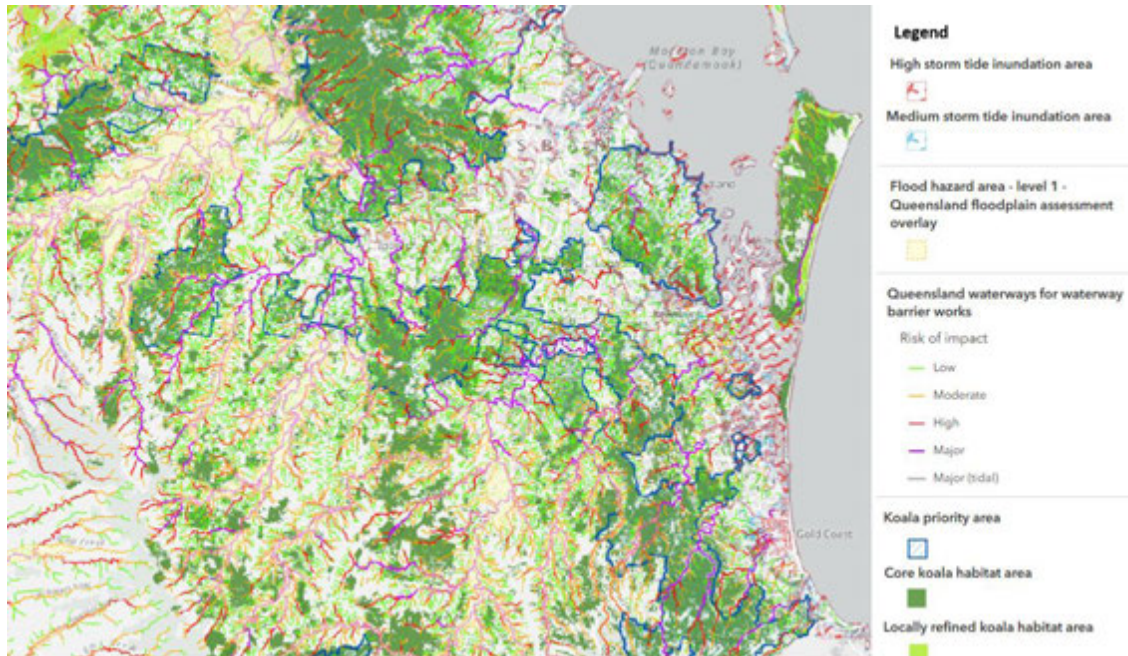 Moreton Bay
(Quandamook)
Gold Coast
Legend
High storm tide inundation area
Medium storm tide inundation area
Flood hazard area - level 1 -
Queensland floodplain assessment
overlay
Queensland waterways for waterway
barrier works
Risk of impact
Low
Moderate
High
Major
Major (tidal)
Koala priority area
Core koala habitat area
Locally refined koala habitat area